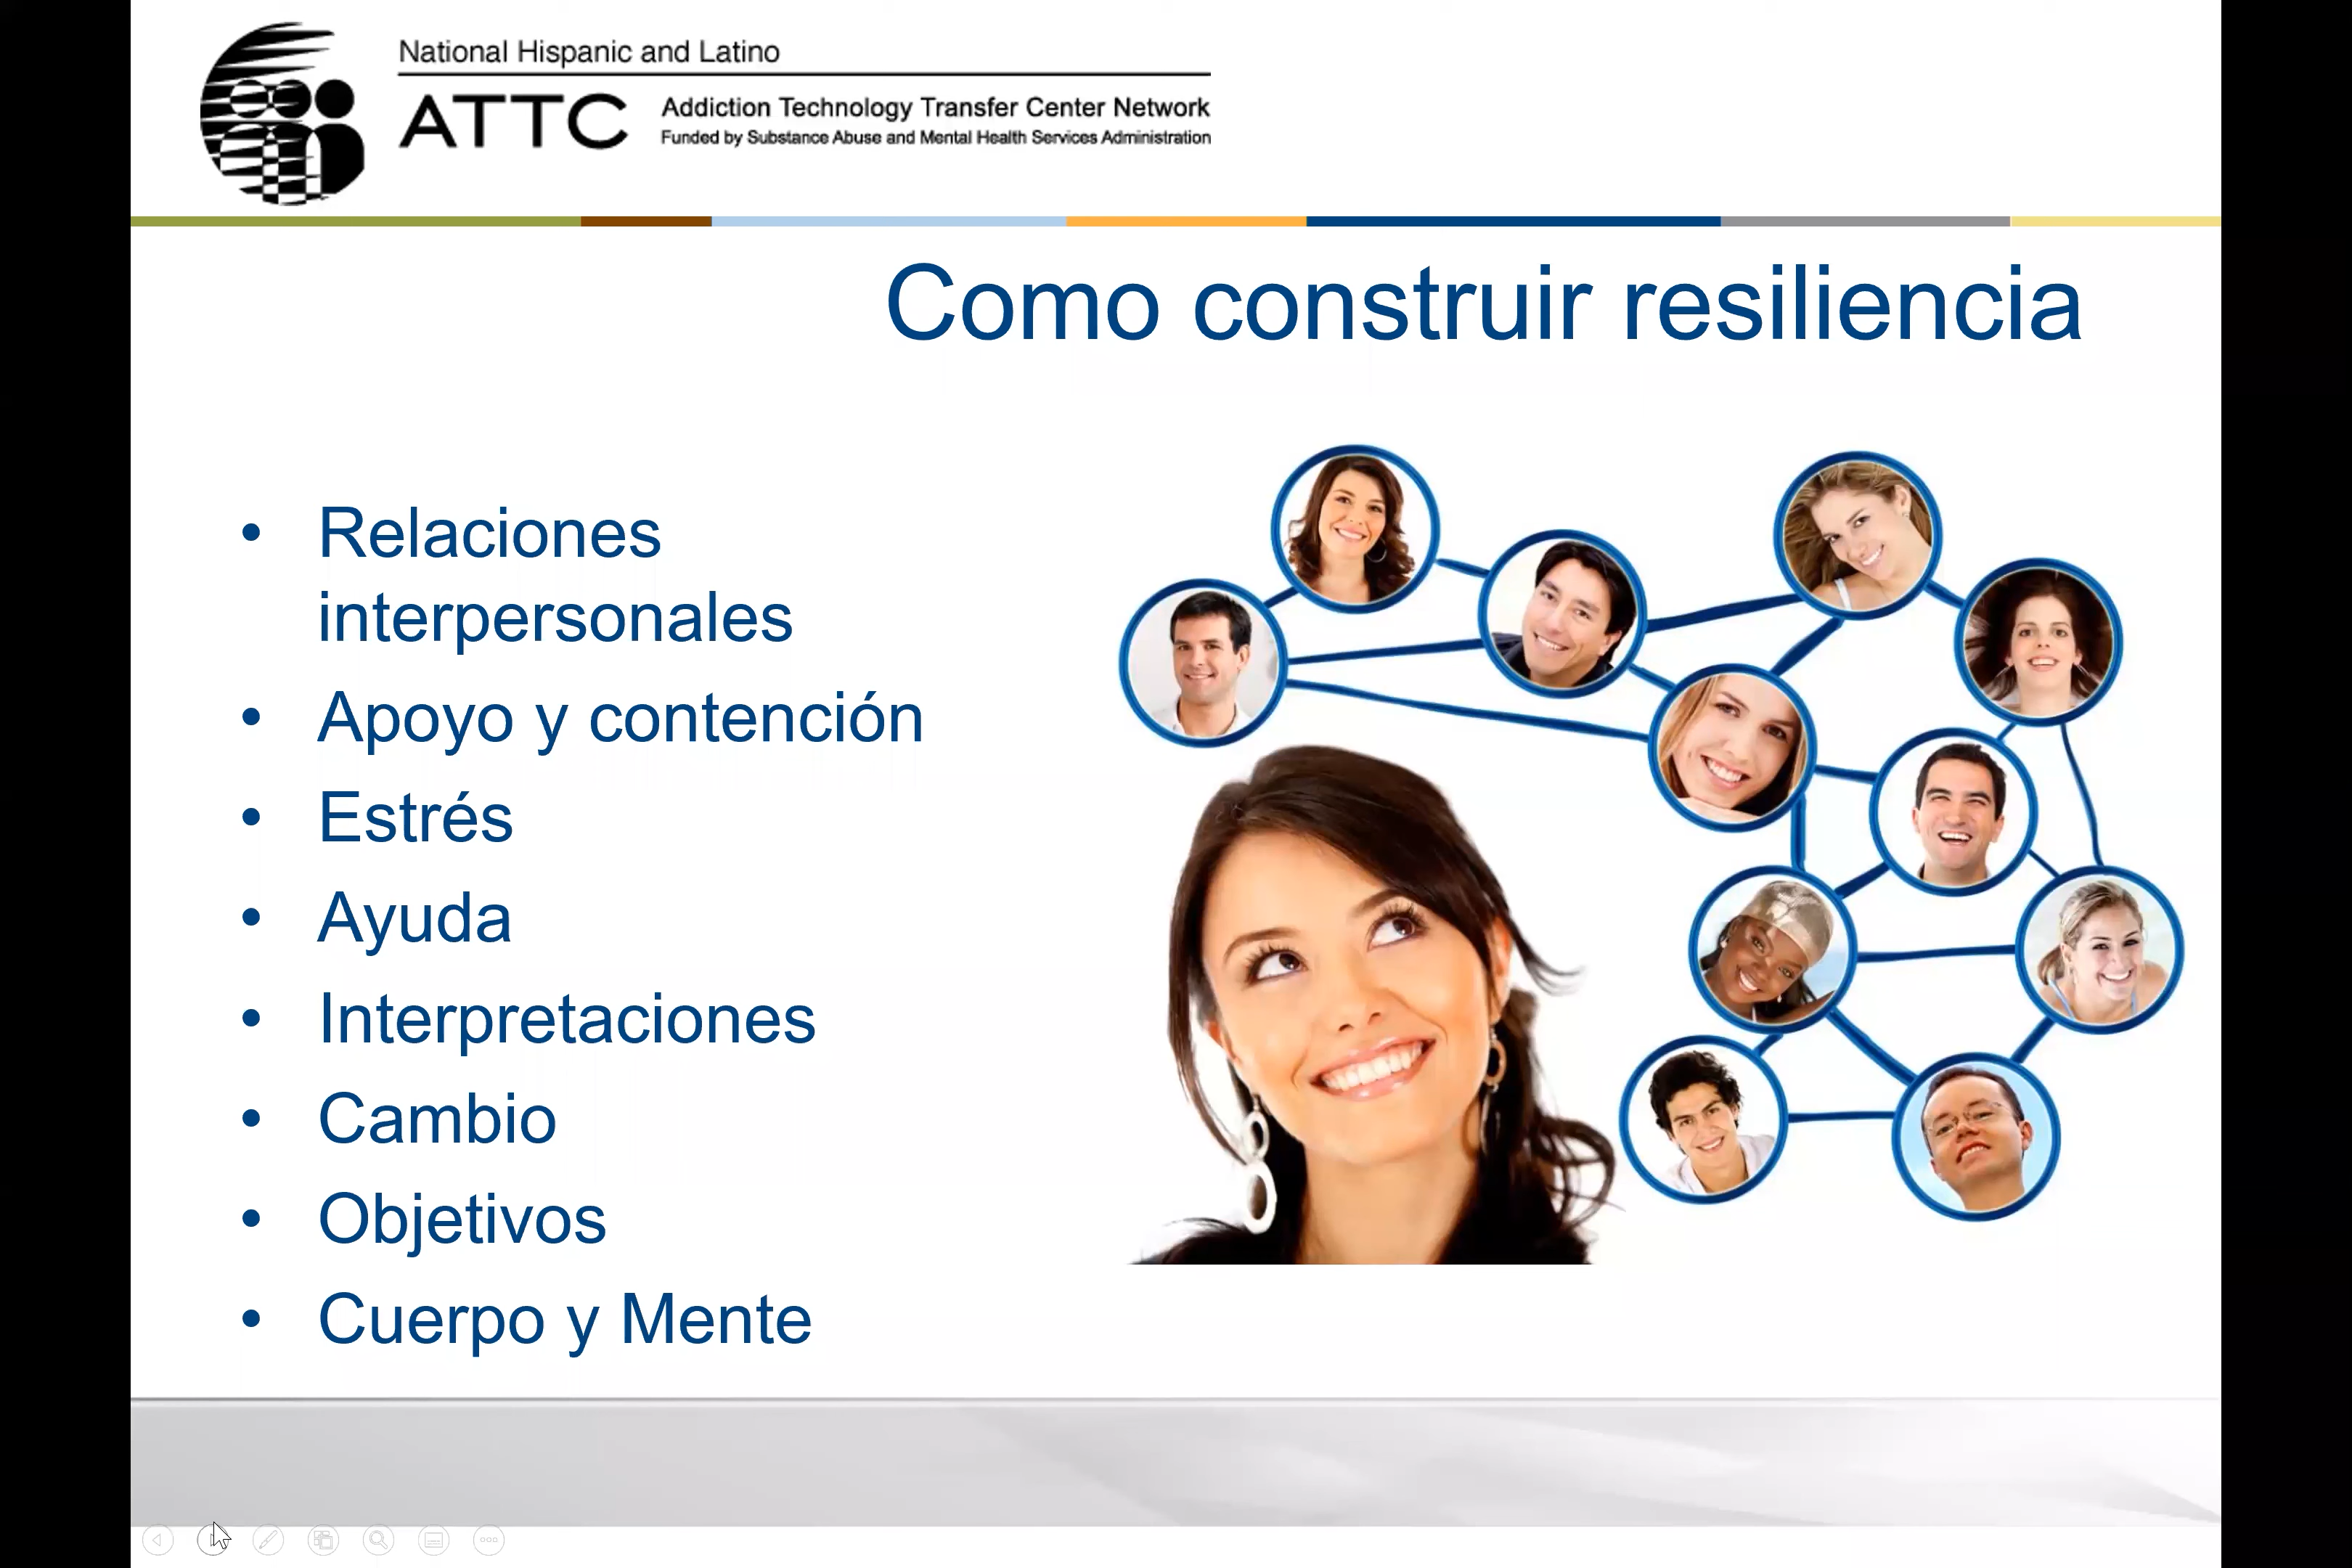 National Hispanic and Latino
ATTC
Addiction Technology Transfer Center Network
Funded by Substance Abuse and Mental Health Services Administration
Como construir resiliencia
• Relaciones
interpersonales
• Apoyo y contención
• Estrés
• Ayuda
• Interpretaciones
• Cambio
• Objetivos
• Cuerpo y Mente